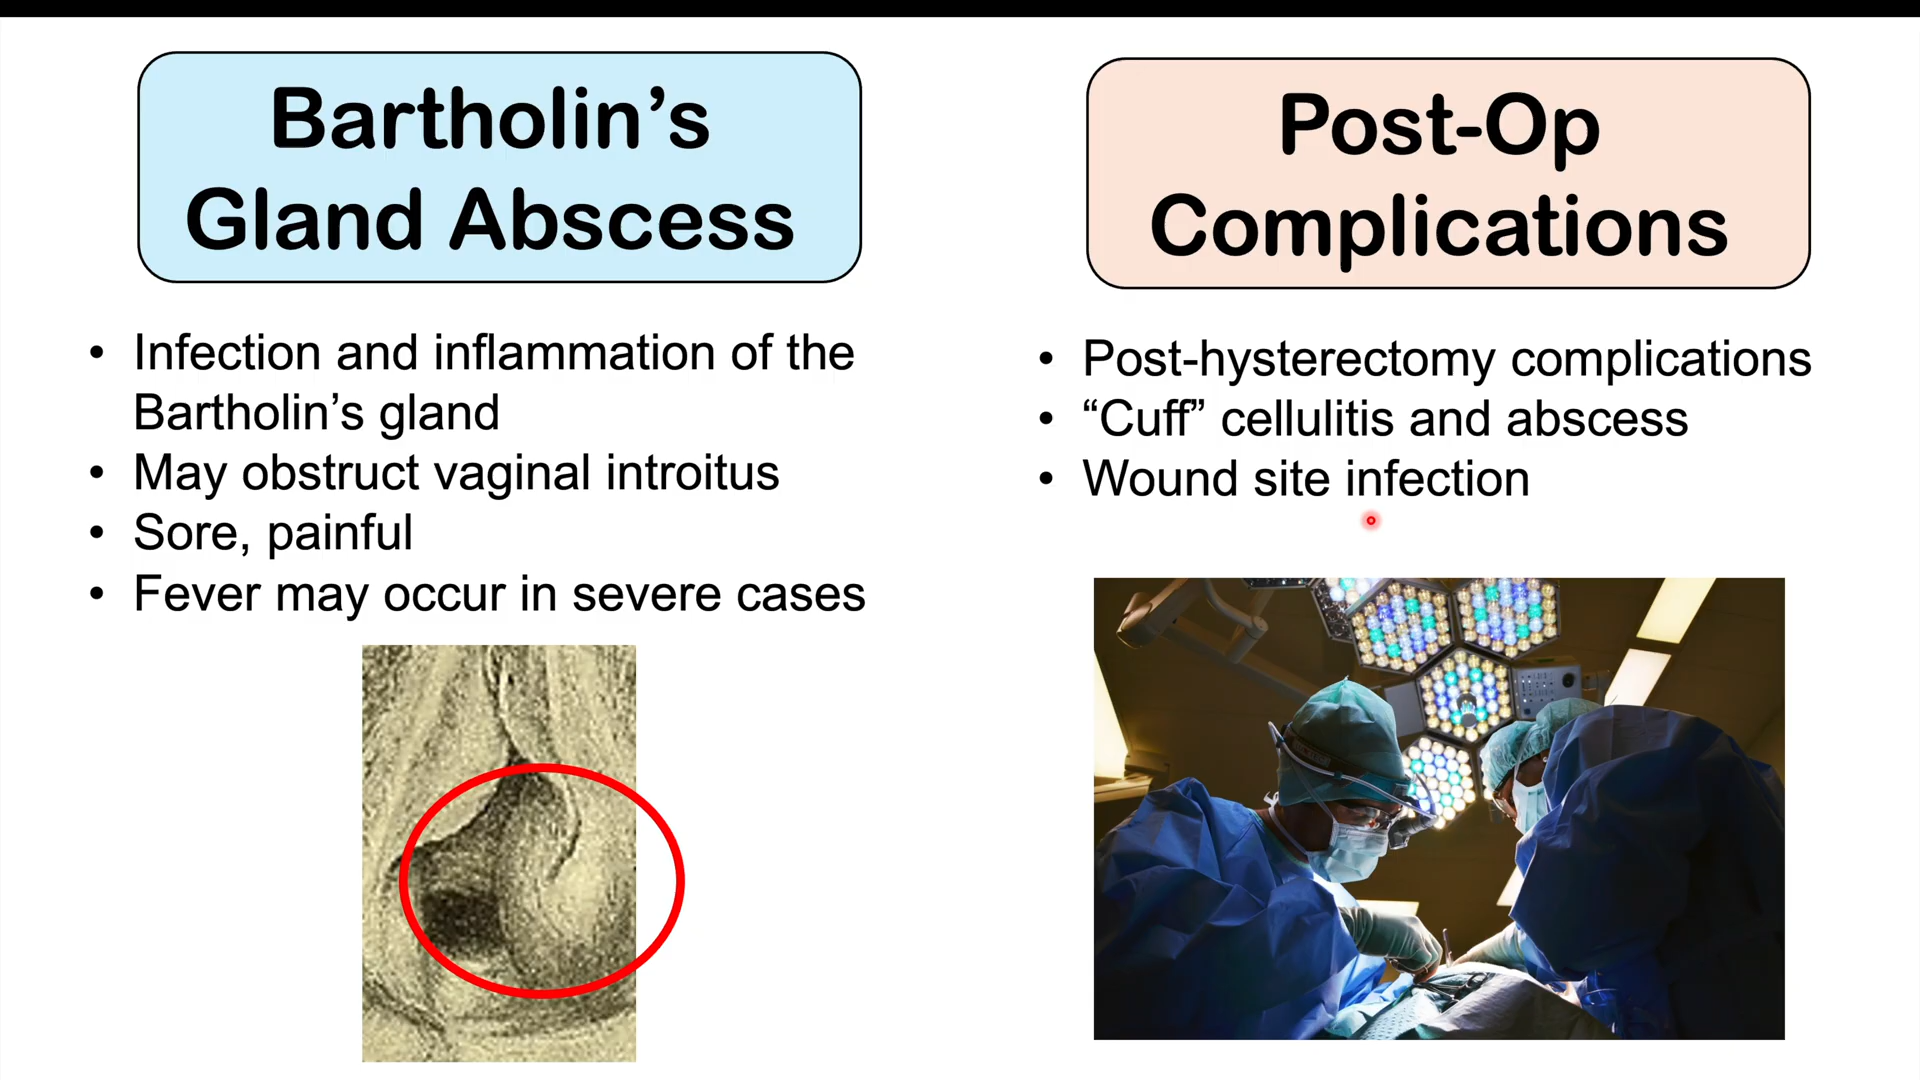 Bartholin’s
Gland Abscess
• Infection and inflammation of the
Bartholin’s gland
• May obstruct vaginal introitus
• Sore, painful
• Fever may occur in severe cases
Post-Op
Complications
• Post-hysterectomy complications
• “Cuff” cellulitis and abscess
• Wound site infection